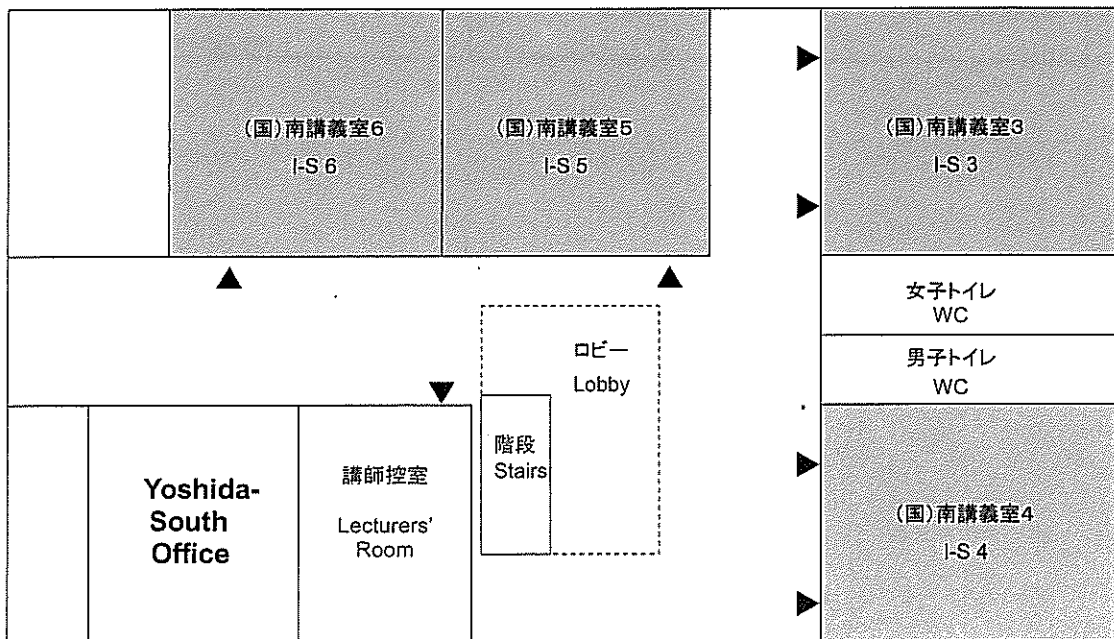 (国)南講義室6
I-S 6
(国)南講義室5
I-S 5
(国)南講義室3
I-S 3
女子トイレ
WC
男子トイレ
WC
ロビー
Lobby
階段
Stairs
Yoshida-
South
Office
講師控室
Lecturers'
Room
(国)南講義室4
I-S 4